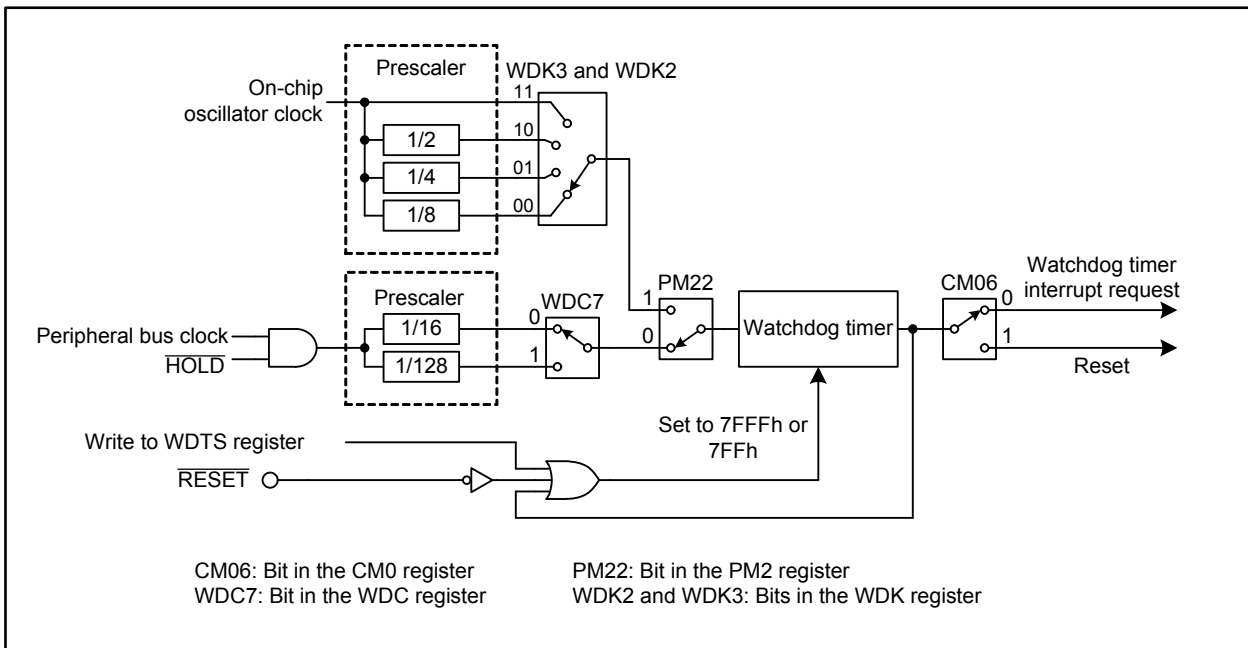 Prescaler
WDK3 and WDK2
On-chip
oscillator clock
11
1/2
10
1/4
01
1/8
00
Prescaler
WDC7
PM22
CM06
Watchdog timer
interrupt request
Peripheral bus clock
HOLD
1/16
0
1/128
1
1
0
Watchdog timer
0
1
Reset
Set to 7FFFh or
7FFh
Write to WDTS register
RESET
CM06: Bit in the CM0 register
PM22: Bit in the PM2 register
WDC7: Bit in the WDC register
WDK2 and WDK3: Bits in the WDK register